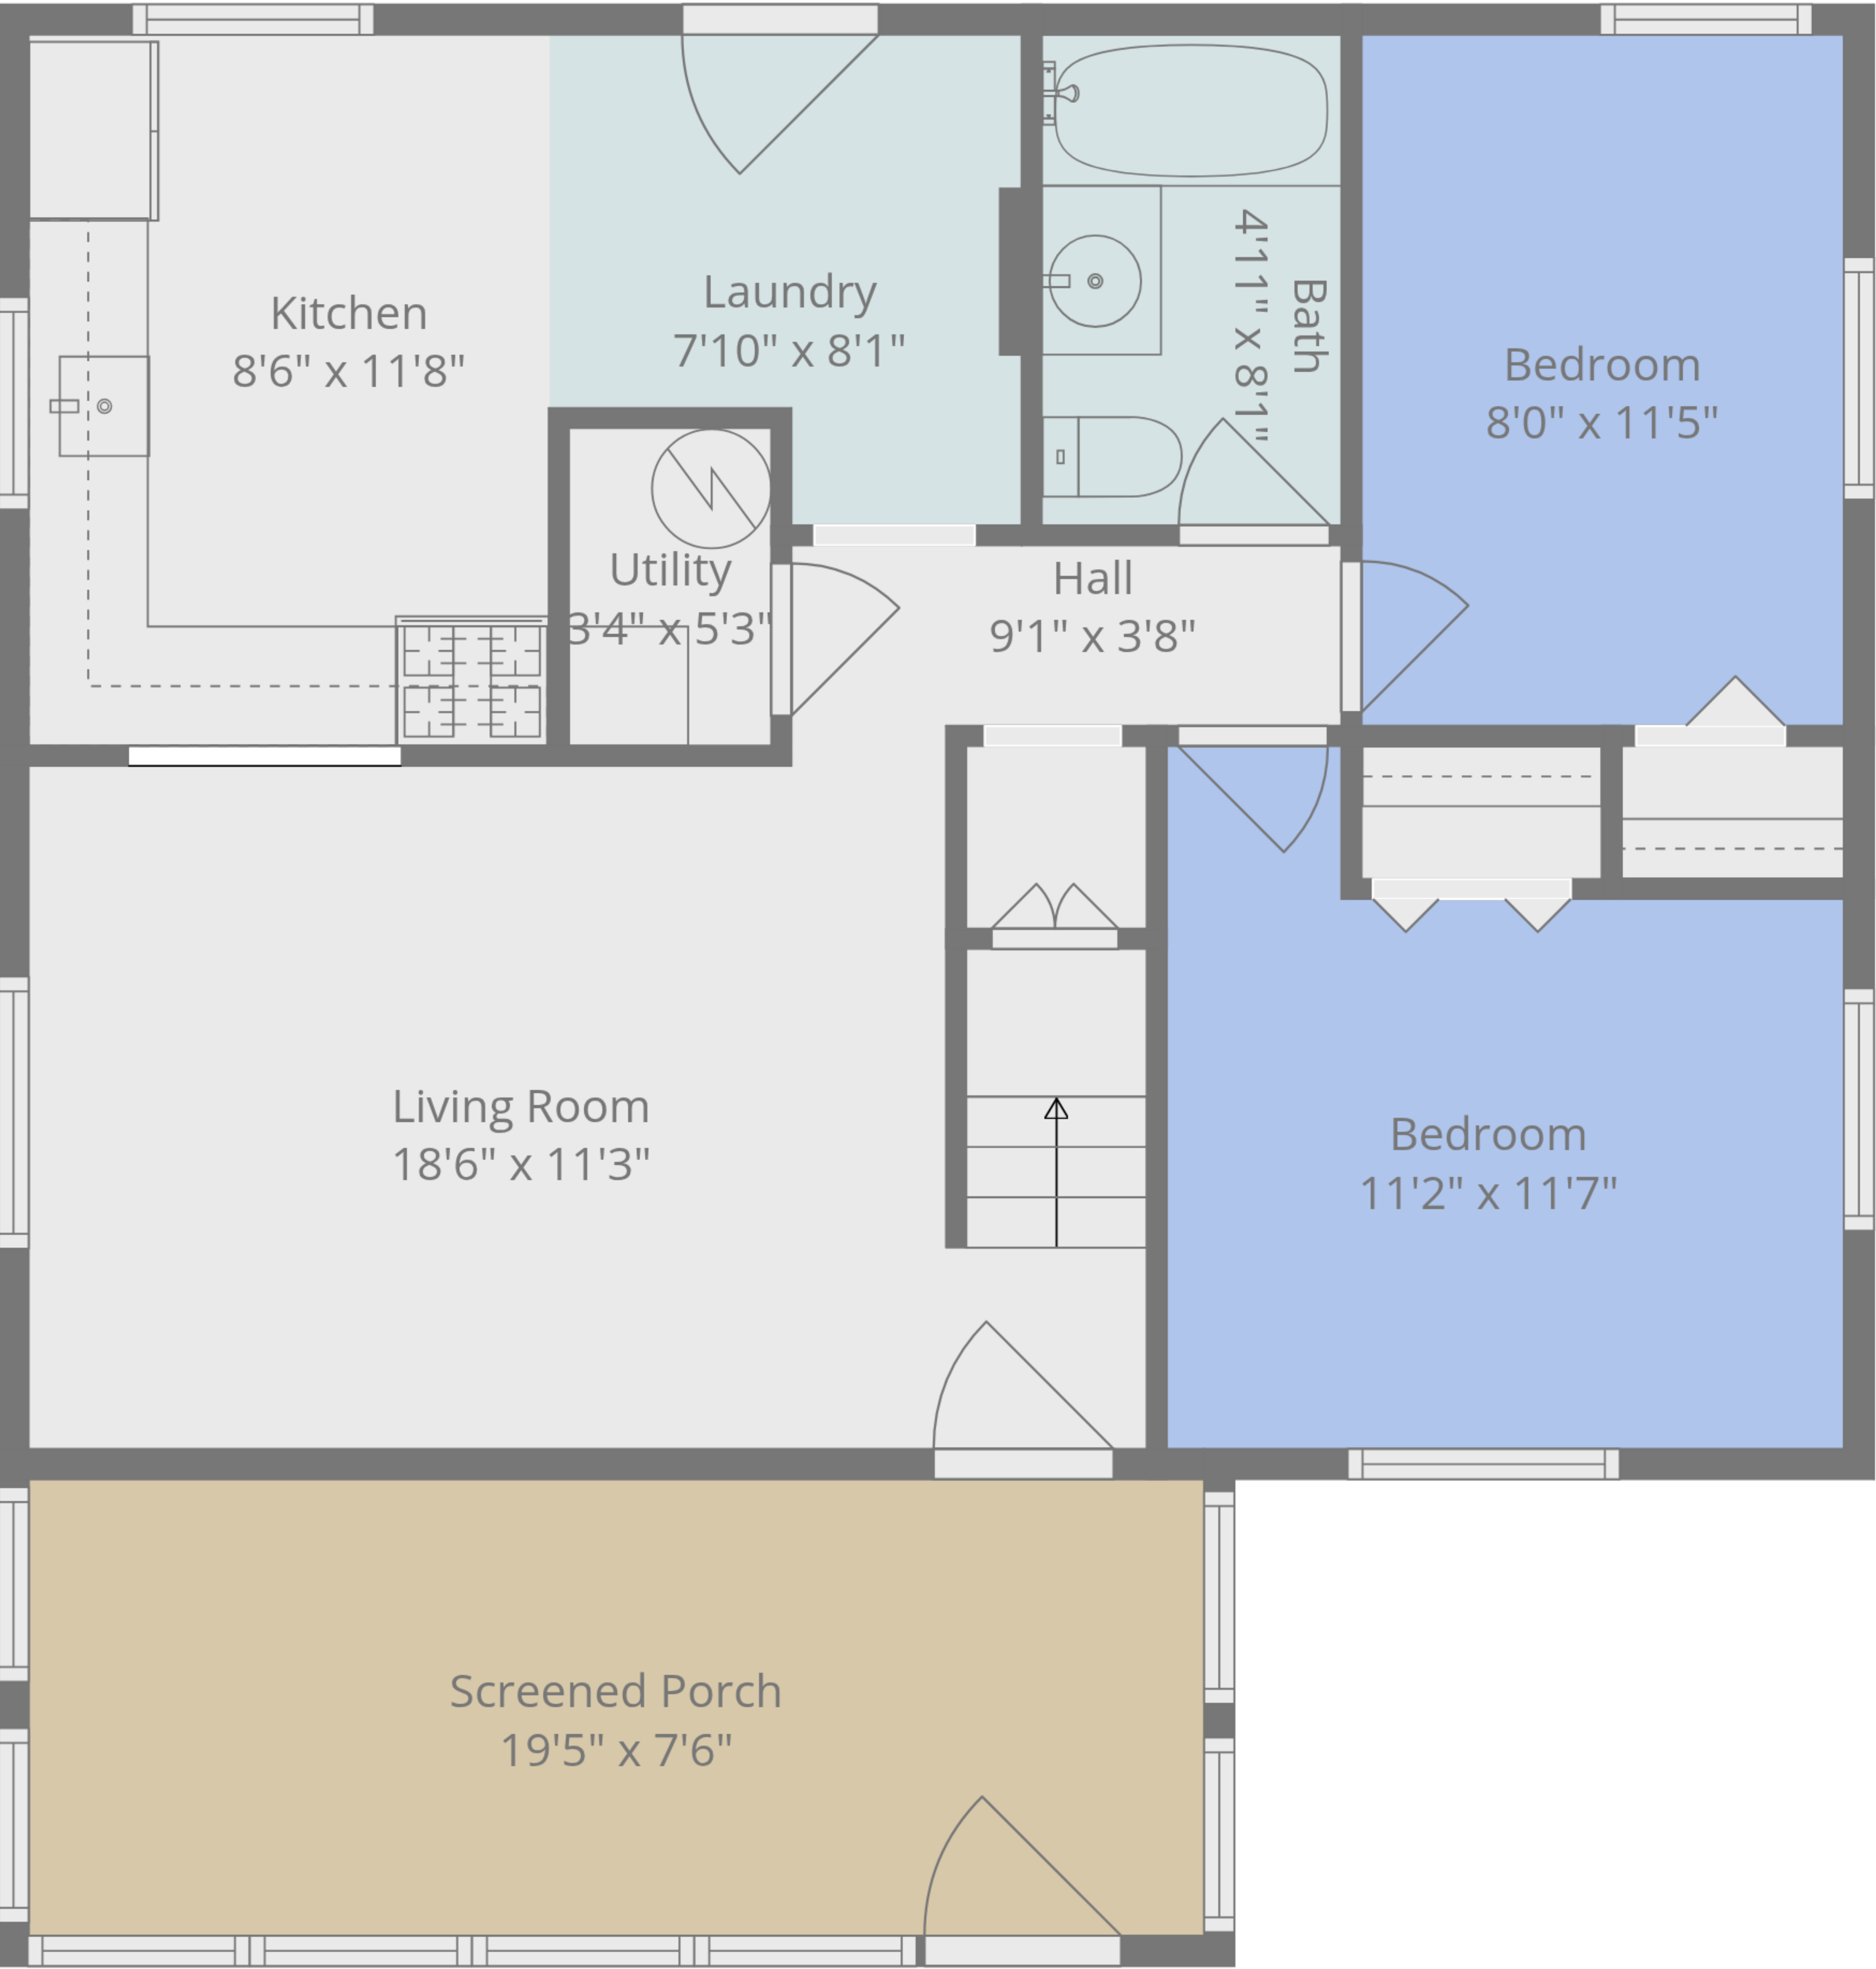 Kitchen
8'6" x 11'8"
Laundry
7'10" x 8'1"
Bath
4'11" x 8'1"
Bedroom
8'0" x 11'5"
Utility
3'4" x 5'3"
Hall
9'1" x 3'8"
Living Room
18'6" x 11'3"
Bedroom
11'2" x 11'7"
Screened Porch
19'5" x 7'6"